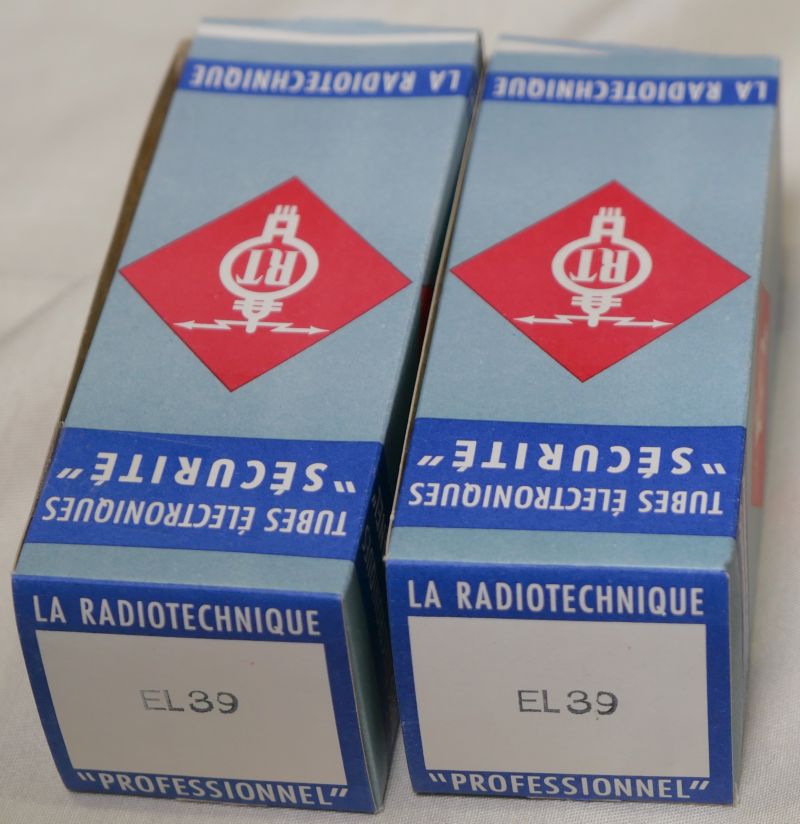 LA RADIOTECHNIQUE
RT
TUBES ÉLECTRONIQUES
"SÉCURITÉ"
LA RADIOTECHNIQUE
EL39
"PROFESSIONNEL"
LA RADIOTECHNIQUE
RT
TUBES ÉLECTRONIQUES
"SÉCURITÉ"
LA RADIOTECHNIQUE
EL39
"PROFESSIONNEL"